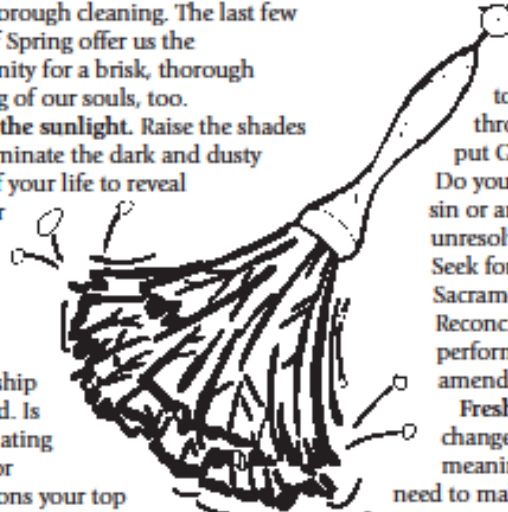 orough cleaning. The last few
Spring offer us the
nity for a brisk, thorough
g of our souls, too.
the sunlight. Raise the shades
minate the dark and dusty
f your life to reveal
r
ship
d. Is
ating
or
ons your top
to
thro
put C
Do you
sin or a
unresol
Seek fo
Sacram
Reconc
perform
amend
Fresh
change
meanin
need to ma